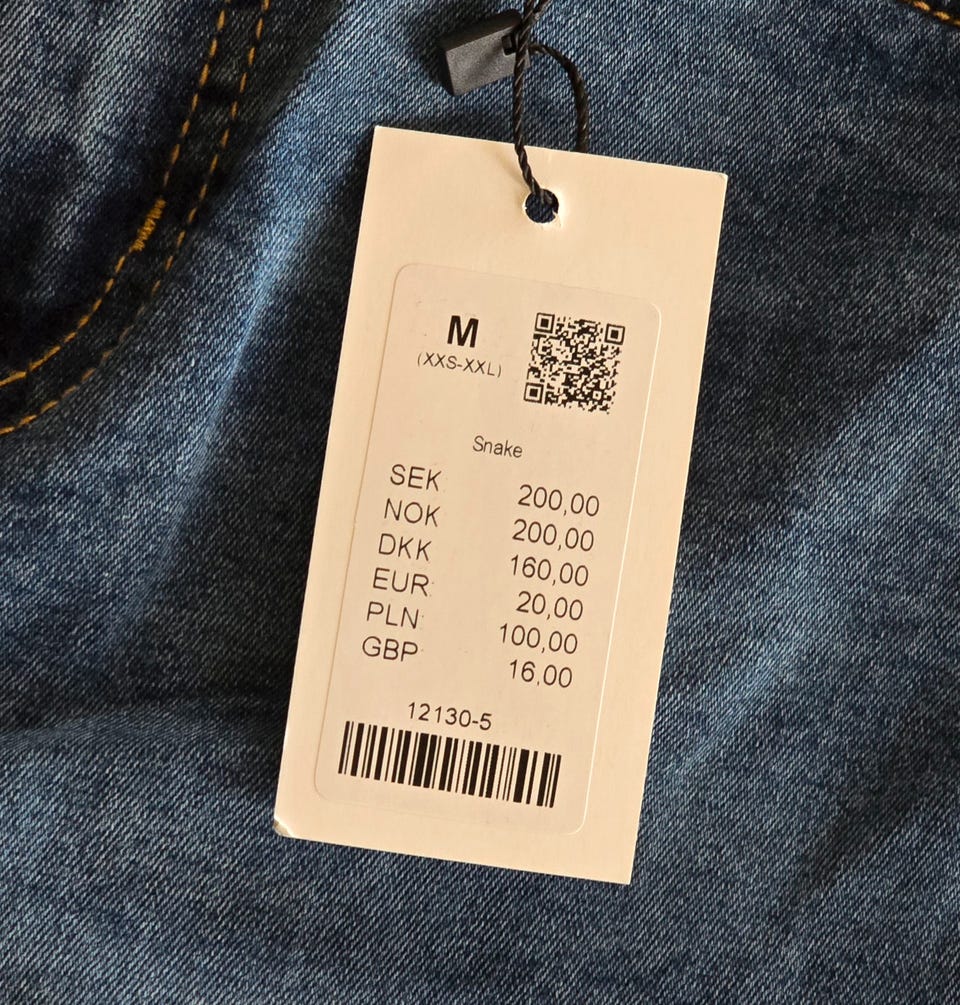 M
(XXS-XXL)
Snake
SEK 200,00
NOK 200,00
DKK 160,00
EUR 20,00
PLN 100,00
GBP 16,00
12130-5